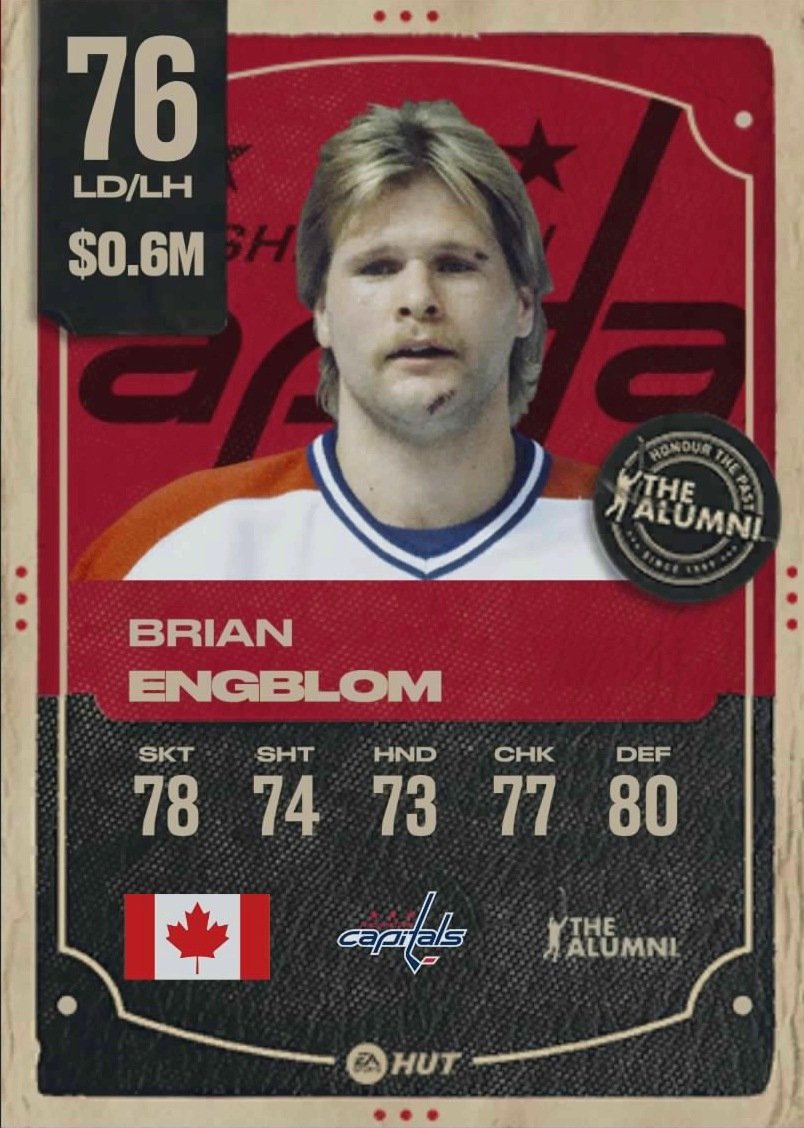 76
LD/LH
$0.6M
HONOUR THE PAST
THE
ALUMNI
BRIAN
ENGBLOM
SKT SHT HND CHK DEF
78 74 73 77 80
capitals
THE
ALUMNI
EA
HUT